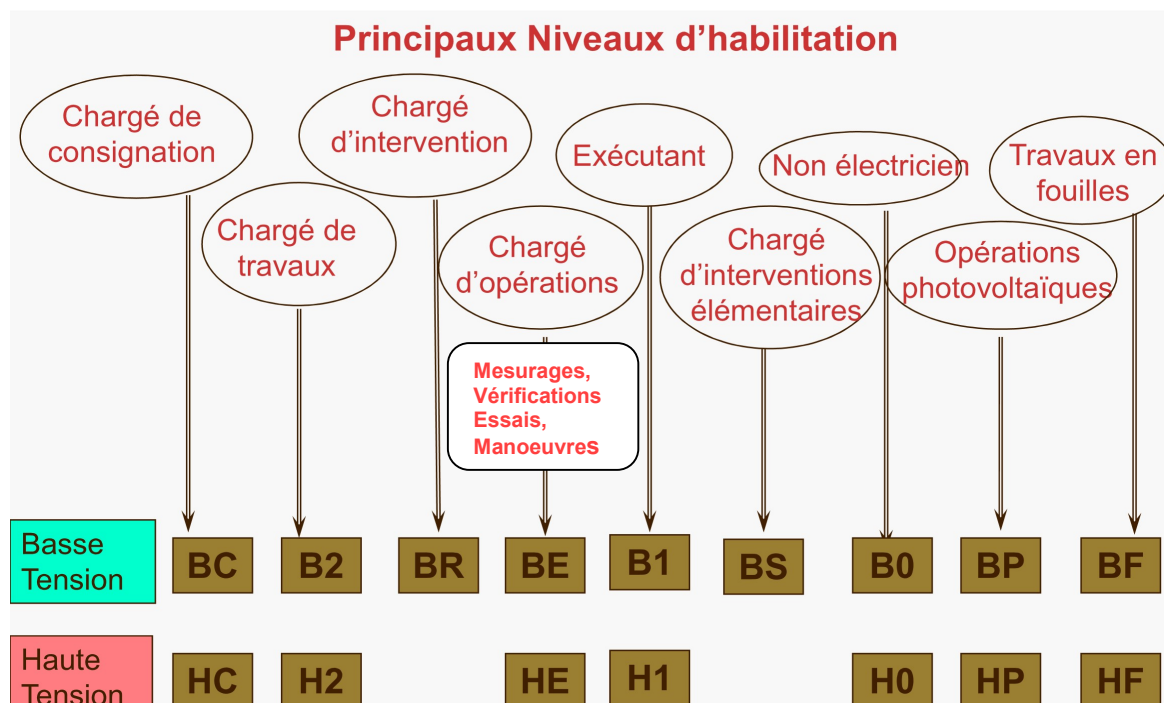 Principaux Niveaux d’habilitation
Chargé de
consignation
Chargé de
travaux
Chargé
d’intervention
Chargé
d’opérations
Mesurages,
Vérifications
Essais,
Manoeuvres
Exécutant
Chargé
d’interventions
élémentaires
Non électricien
Opérations
photovoltaïques
Travaux en
fouilles
Basse
Tension
BC B2 BR BE B1 BS B0 BP BF
Haute
Tension
HC H2 HE H1 H0 HP HF